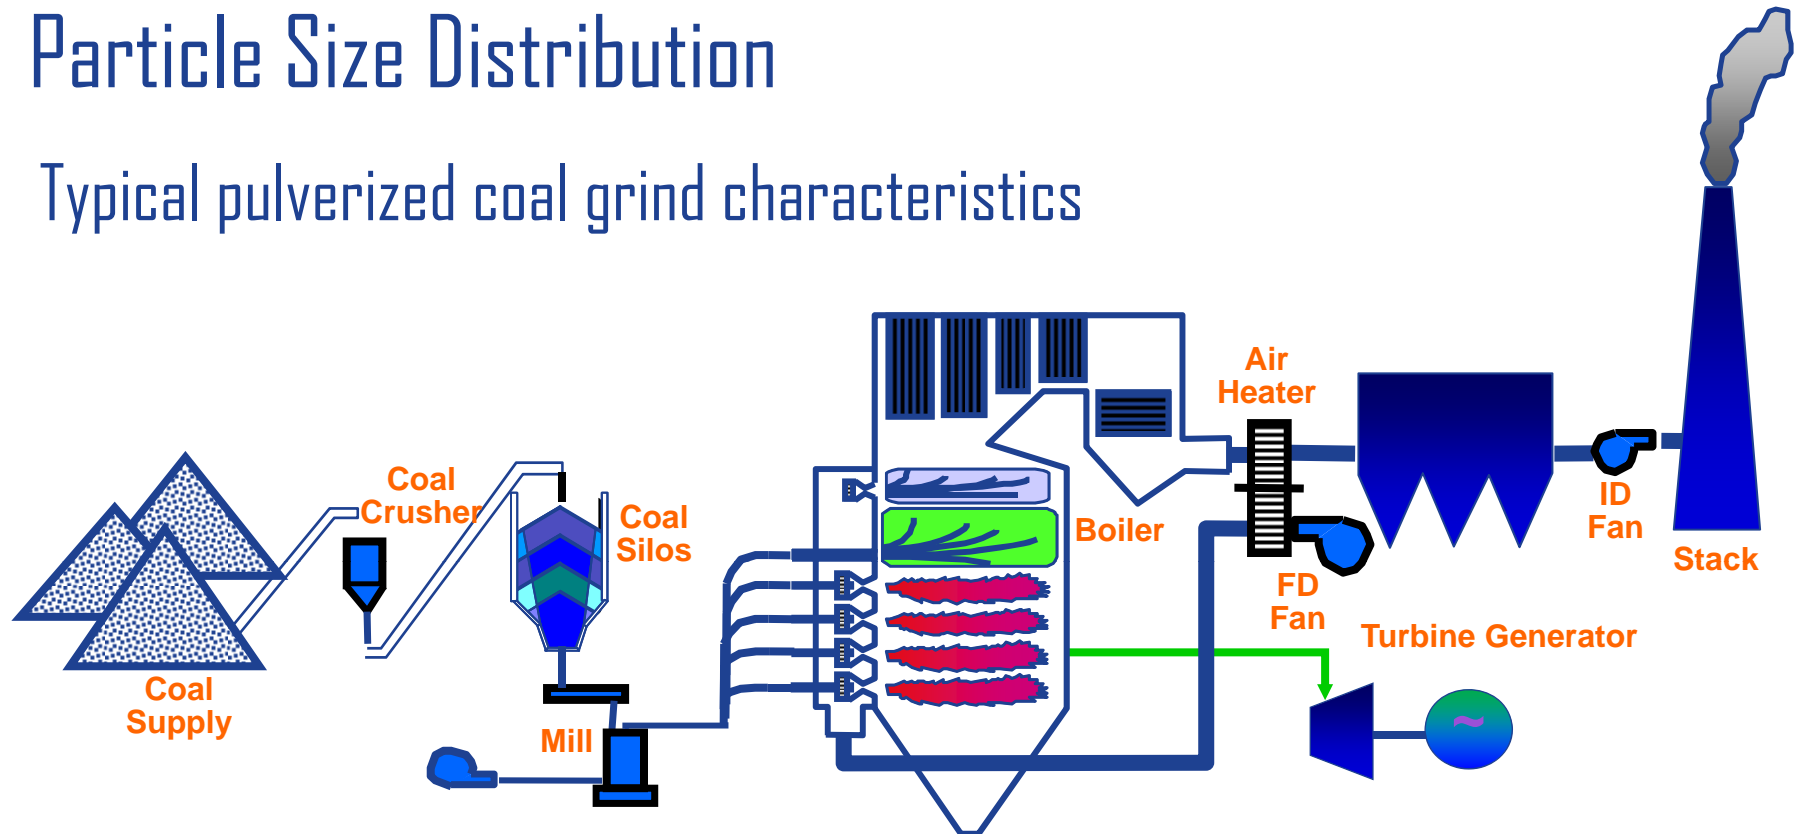 Particle Size Distribution
Typical pulverized coal grind characteristics
Air
Heater
Coal
Crusher
Coal
Silos
Boiler
ID
Fan
Stack
FD
Fan
Turbine Generator
Coal
Supply
Mill
~